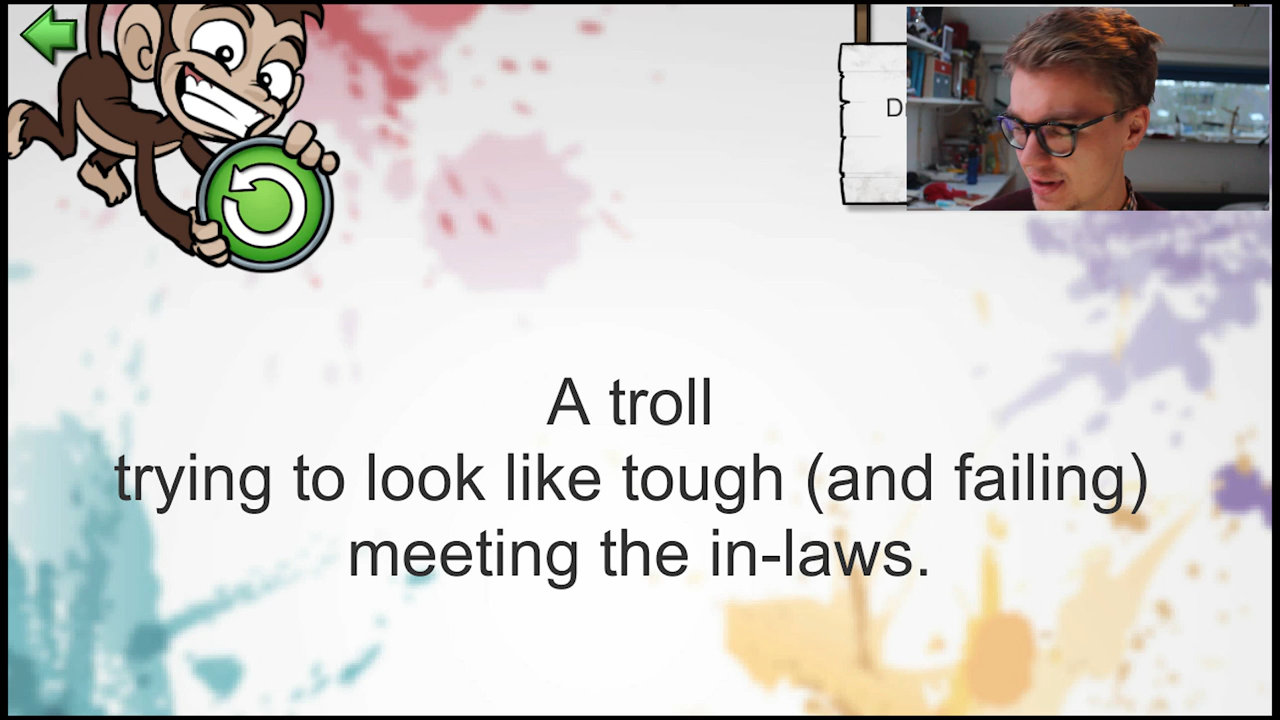 A troll
trying to look like tough (and failing)
meeting the in-laws.